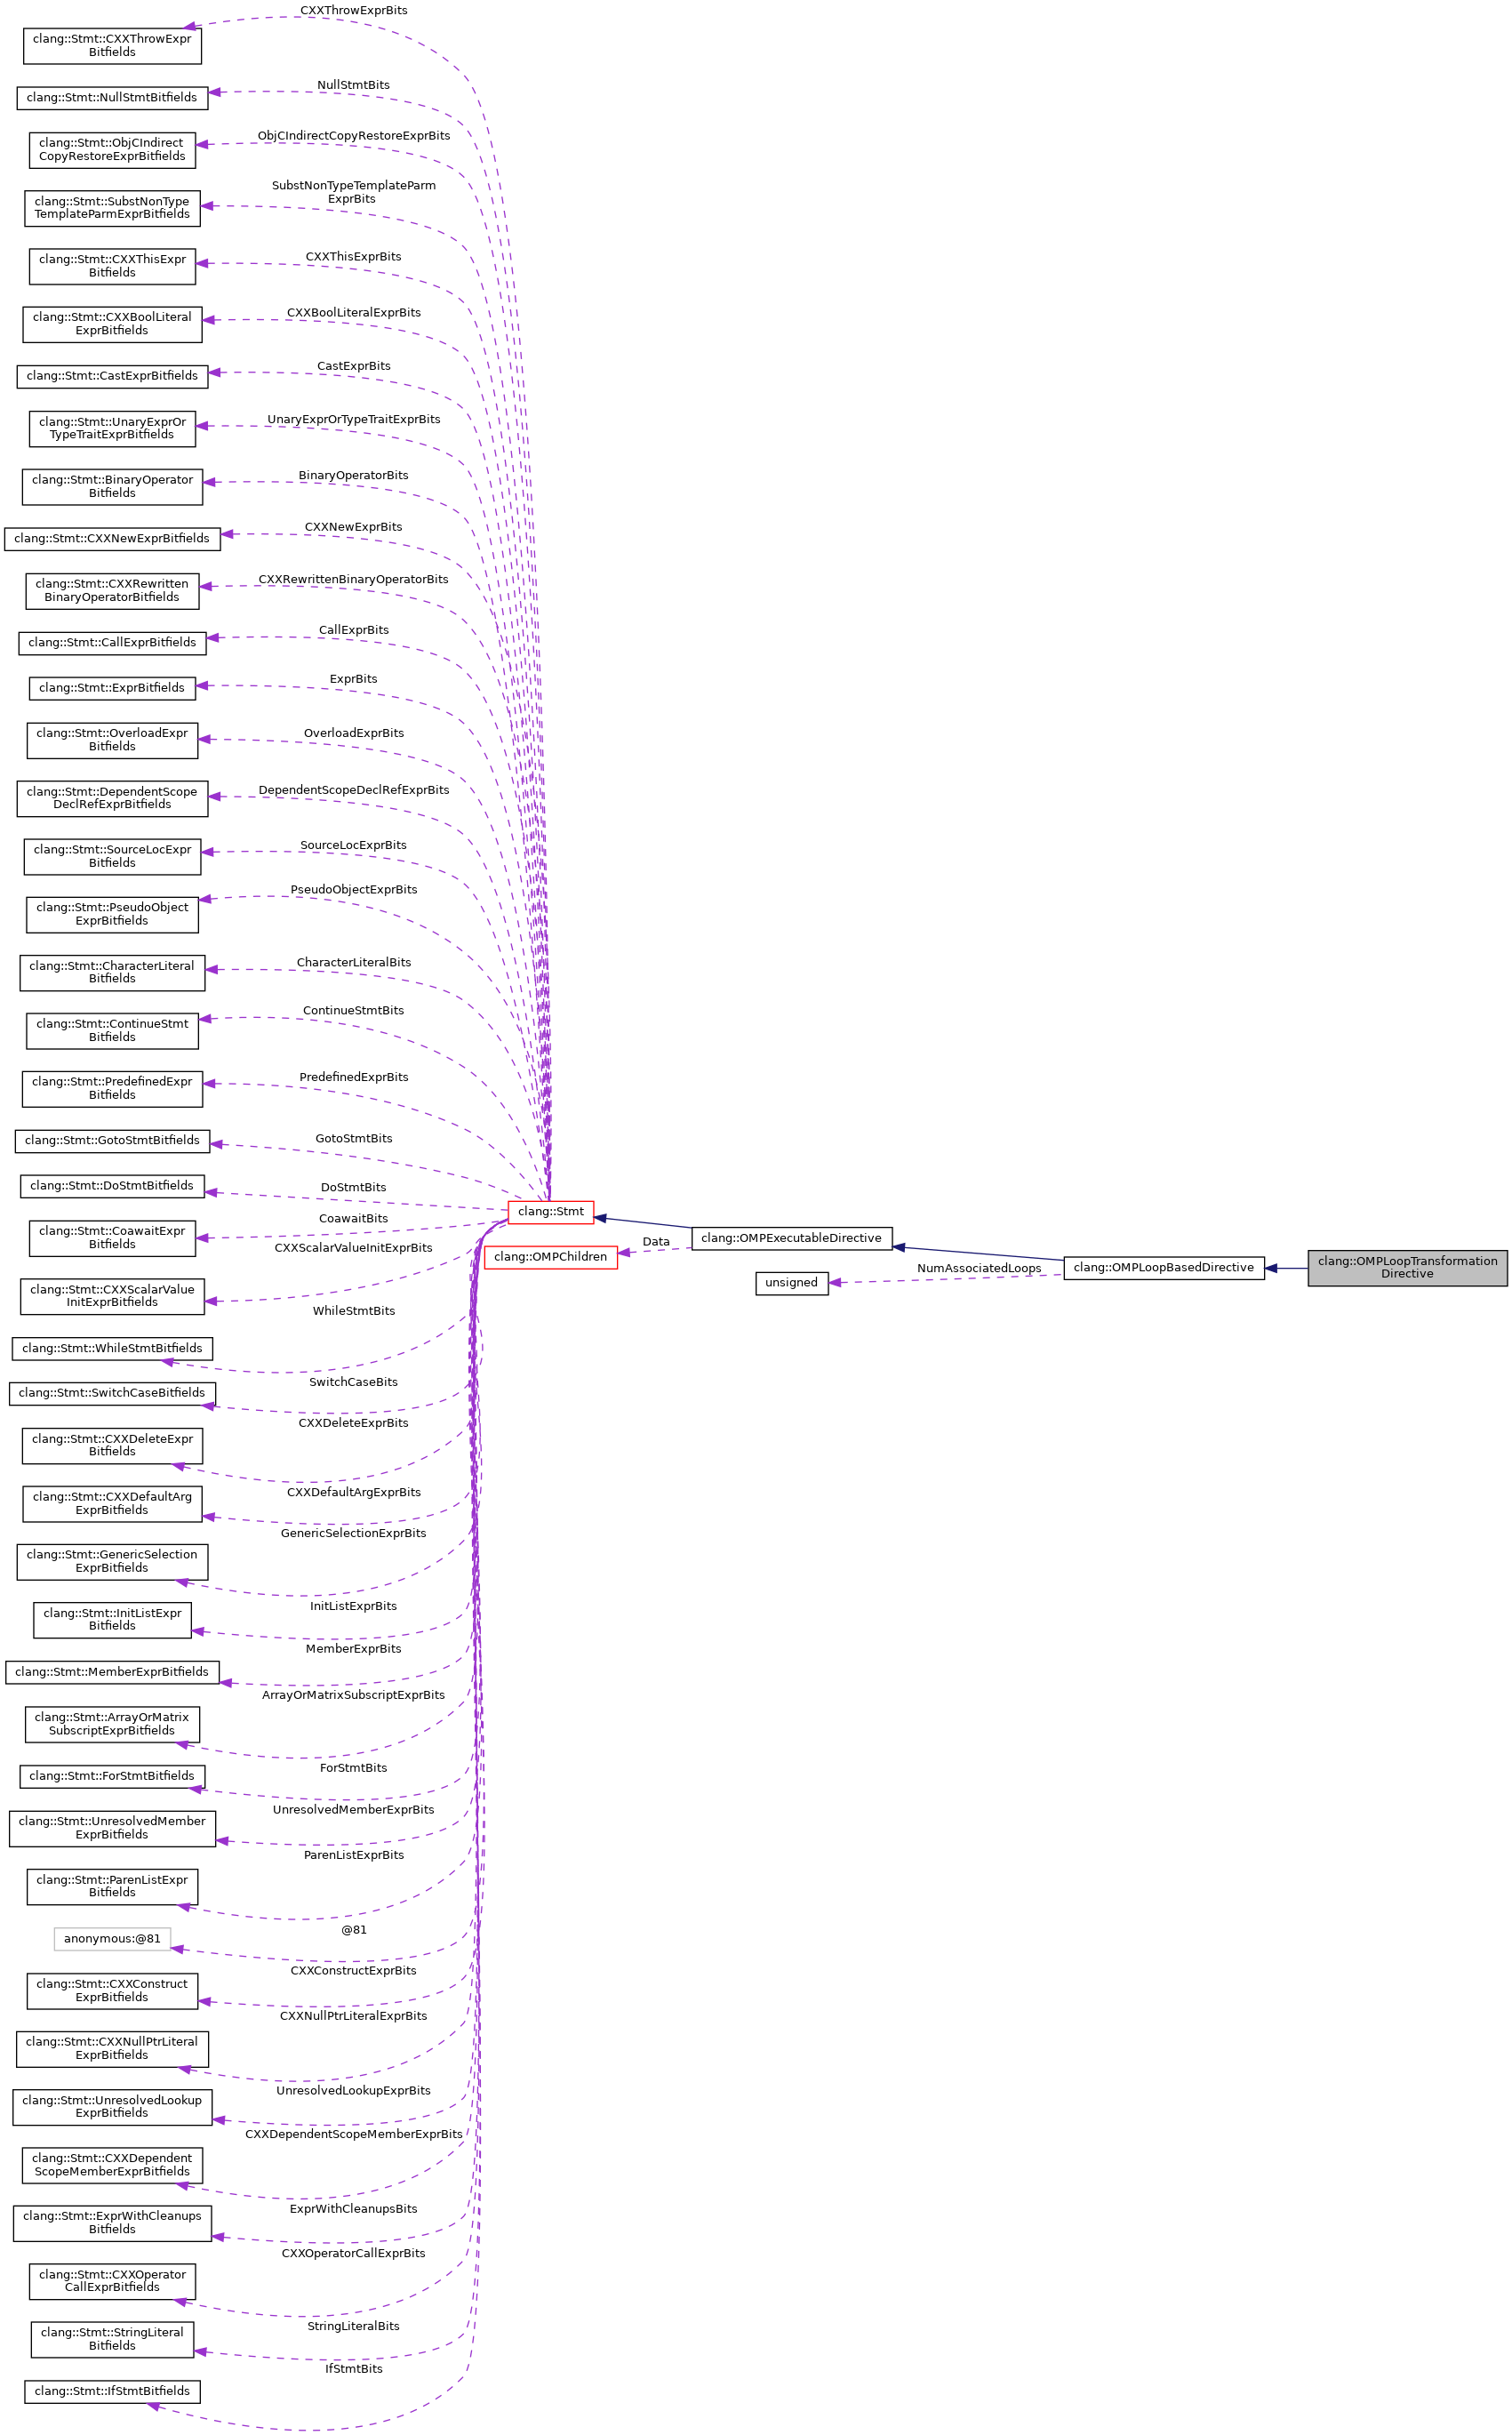 CXXThrowExprBits
clang::Stmt::CXXThrowExpr
Bitfields
NullStmtBits
clang::Stmt::NullStmtBitfields
ObjCIndirectCopyRestoreExprBits
clang::Stmt::ObjCIndirect
CopyRestoreExprBitfields
SubstNonTypeTemplateParm
ExprBits
clang::Stmt::SubstNonType
TemplateParmExprBitfields
CXXThisExprBits
clang::Stmt::CXXThisExpr
Bitfields
CXXBoolLiteralExprBits
clang::Stmt::CXXBoolLiteral
ExprBitfields
CastExprBits
clang::Stmt::CastExprBitfields
UnaryExprOrTypeTraitExprBits
clang::Stmt::UnaryExprOr
TypeTraitExprBitfields
BinaryOperatorBits
clang::Stmt::BinaryOperator
Bitfields
CXXNewExprBits
clang::Stmt::CXXNewExprBitfields
CXXRewrittenBinaryOperatorBits
clang::Stmt::CXXRewritten
BinaryOperatorBitfields
CallExprBits
clang::Stmt::CallExprBitfields
ExprBits
clang::Stmt::ExprBitfields
OverloadExprBits
clang::Stmt::OverloadExpr
Bitfields
DependentScopeDeclRefExprBits
clang::Stmt::DependentScope
DeclRefExprBitfields
SourceLocExprBits
clang::Stmt::SourceLocExpr
Bitfields
PseudoObjectExprBits
clang::Stmt::PseudoObject
ExprBitfields
CharacterLiteralBits
clang::Stmt::CharacterLiteral
Bitfields
ContinueStmtBits
clang::Stmt::ContinueStmt
Bitfields
PredefinedExprBits
clang::Stmt::PredefinedExpr
Bitfields
GotoStmtBits
clang::Stmt::GotoStmtBitfields
DoStmtBits
clang::Stmt::DoStmtBitfields
CoawaitBits
clang::Stmt::CoawaitExpr
Bitfields
clang::Stmt
clang::OMPChildren
Data
clang::OMPExecutableDirective
unsigned
NumAssociatedLoops
clang::OMPLoopBasedDirective
clang::OMPLoopTransformation
Directive
CXXScalarValueInitExprBits
clang::Stmt::CXXScalarValue
InitExprBitfields
WhileStmtBits
clang::Stmt::WhileStmtBitfields
SwitchCaseBits
clang::Stmt::SwitchCaseBitfields
CXXDeleteExprBits
clang::Stmt::CXXDeleteExpr
Bitfields
CXXDefaultArgExprBits
clang::Stmt::CXXDefaultArg
ExprBitfields
GenericSelectionExprBits
clang::Stmt::GenericSelection
ExprBitfields
InitListExprBits
clang::Stmt::InitListExpr
Bitfields
MemberExprBits
clang::Stmt::MemberExprBitfields
ArrayOrMatrixSubscriptExprBits
clang::Stmt::ArrayOrMatrix
SubscriptExprBitfields
ForStmtBits
clang::Stmt::ForStmtBitfields
UnresolvedMemberExprBits
clang::Stmt::UnresolvedMember
ExprBitfields
ParenListExprBits
clang::Stmt::ParenListExpr
Bitfields
@81
anonymous:@81
CXXConstructExprBits
clang::Stmt::CXXConstruct
ExprBitfields
CXXNullPtrLiteralExprBits
clang::Stmt::CXXNullPtrLiteral
ExprBitfields
UnresolvedLookupExprBits
clang::Stmt::UnresolvedLookup
ExprBitfields
CXXDependentScopeMemberExprBits
clang::Stmt::CXXDependent
ScopeMemberExprBitfields
ExprWithCleanupsBits
clang::Stmt::ExprWithCleanups
Bitfields
CXXOperatorCallExprBits
clang::Stmt::CXXOperator
CallExprBitfields
StringLiteralBits
clang::Stmt::StringLiteral
Bitfields
IfStmtBits
clang::Stmt::IfStmtBitfields